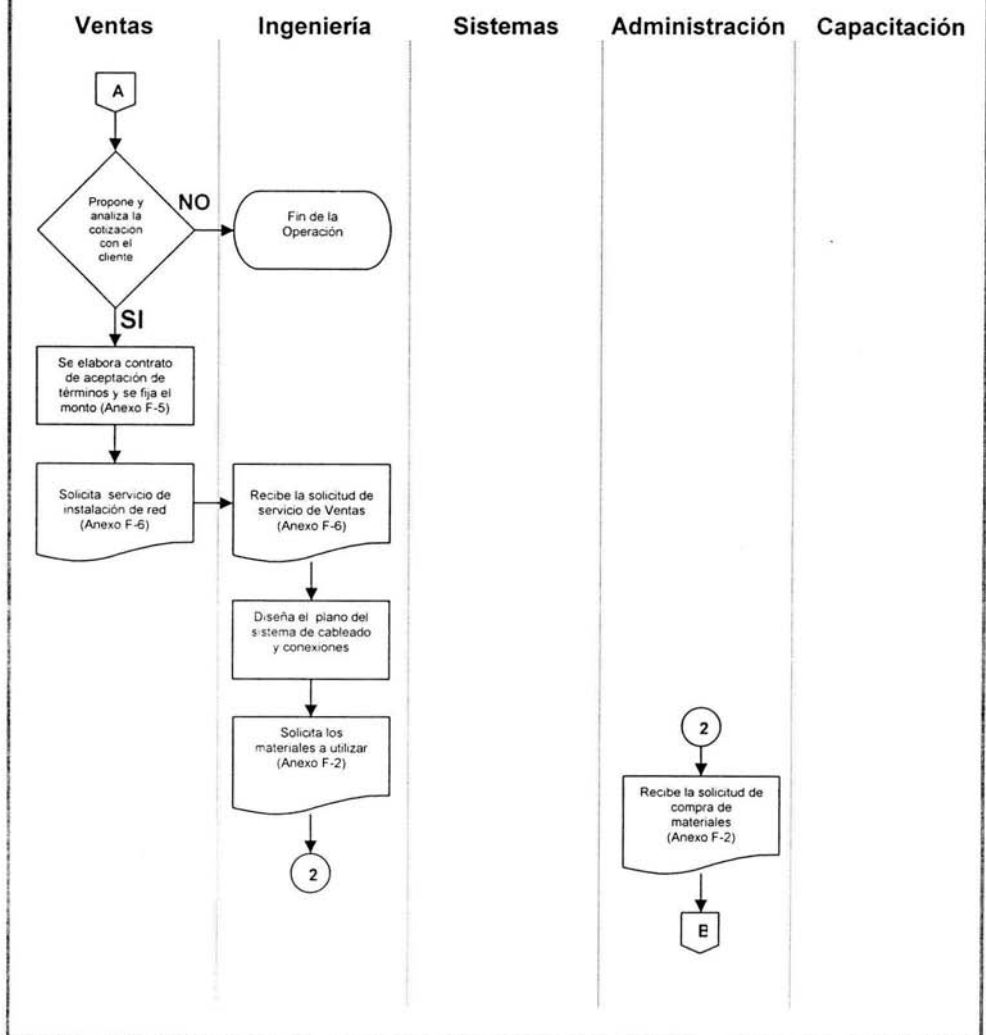 Ventas Ingeniería Sistemas Administración Capacitación
A
Propone y
analiza la
cotización
con el
cliente
NO
Fin de la
Operación
SI
Se elabora contrato
de aceptación de
términos y se fija el
monto (Anexo F-5)
Solicita servicio de
instalación de red
(Anexo F-6)
Recibe la solicitud de
servicio de Ventas
(Anexo F-6)
Diseña el plano del
sistema de cableado
y conexiones
Solicita los
materiales a utilizar
(Anexo F-2)
2
2
Recibe la solicitud de
compra de
materiales
(Anexo F-2)
B